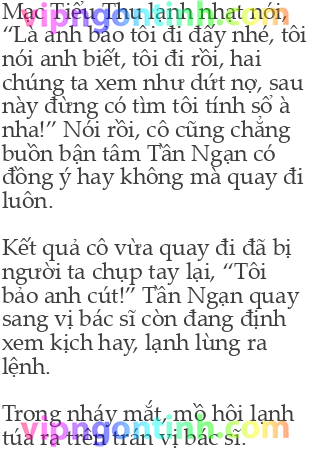 Mạc Tiểu Thu lạnh nhạt nói,
“Là anh bảo tôi đi đấy nhé, tôi
nói anh biết, tôi đi rồi, hai
chúng ta xem như dứt nợ, sau
này đừng có tìm tôi tính sổ à
nha!” Nói rồi, cô cũng chẳng
buồn bận tâm Tần Ngạn có
đồng ý hay không mà quay đi
luôn.
Kết quả cô vừa quay đi đã bị
người ta chụp tay lại, “Tôi
bảo anh cút!” Tần Ngạn quay
sang vị bác sĩ còn đang định
xem kịch hay, lạnh lùng ra
lệnh.
Trong nháy mắt, mồ hôi lạnh
túa ra trên trán vị bác sĩ.
vipngontinh.com
vipngontinh.com